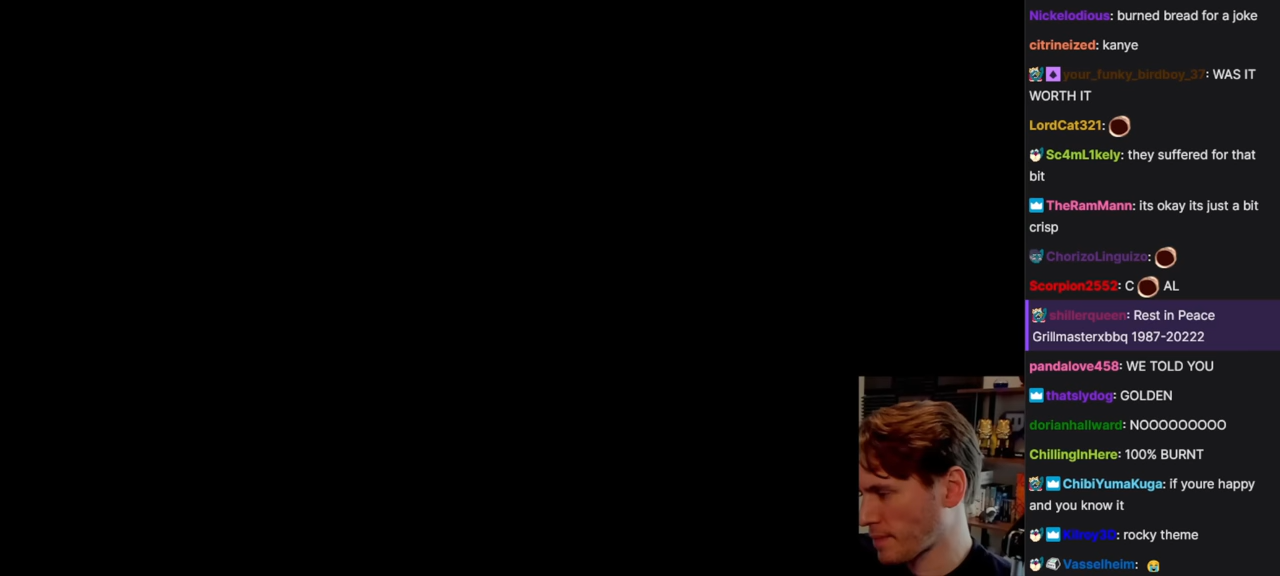 Nickelodious: burned bread for a joke
citrineized: kanye
your_funky_birdboy_37: WAS IT
WORTH IT
LordCat321:
Sc4mL1kely: they suffered for that
bit
TheRamMann: its okay its just a bit
crisp
ChorizoLinguizo:
Scorpion2552: C AL
shillerqueen: Rest in Peace
Grillmasterxbbq 1987-20222
pandalove458: WE TOLD YOU
thatslydog: GOLDEN
dorianhallward: NOOOOOOOOO
ChillingInHere: 100% BURNT
ChibiYumaKuga: if youre happy
and you know it
Kilroy3D: rocky theme
Vasselheim: